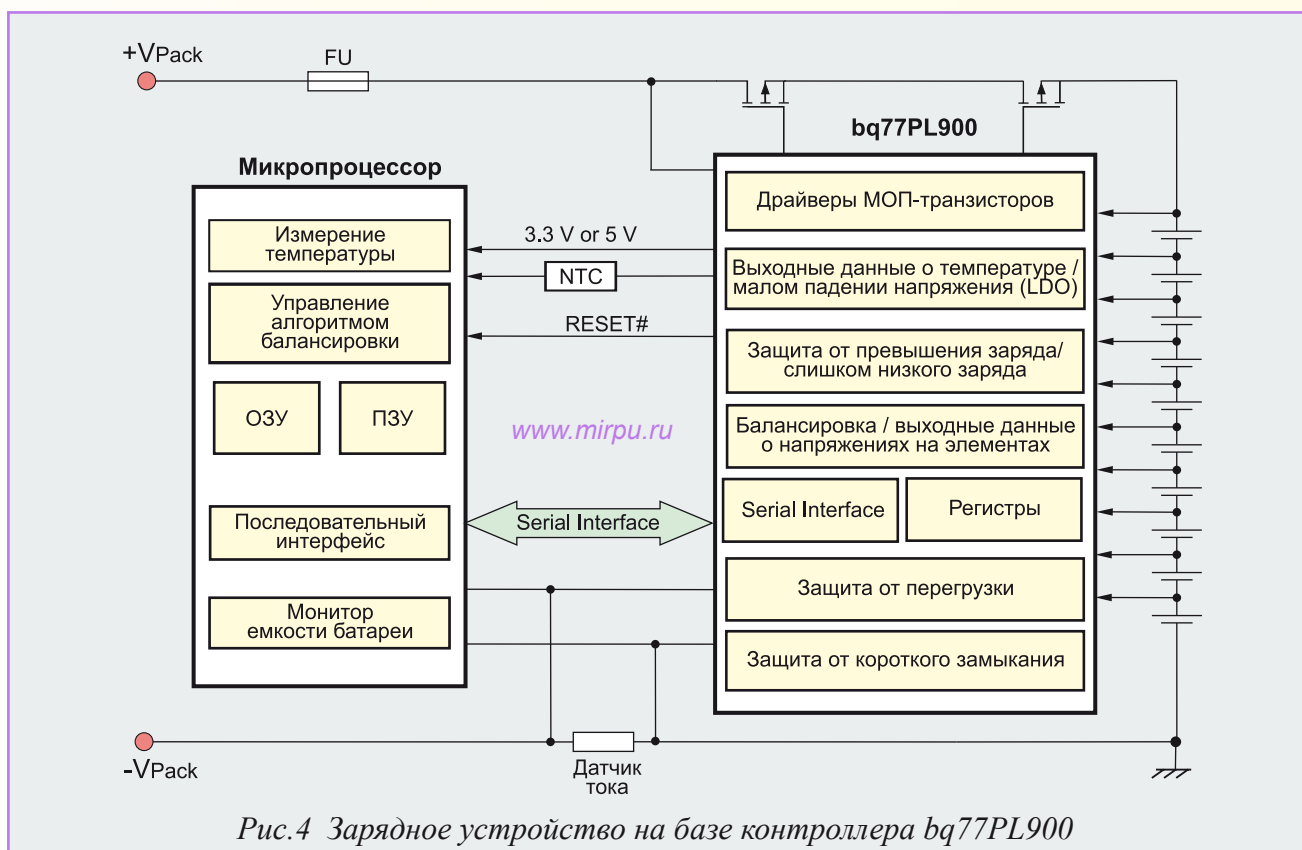 +VPack
FU
bq77PL900
Микропроцессор
Драйверы МОП-транзисторов
Измерение
температуры
3.3 V or 5 V
NTC
Выходные данные о температуре /
малом падении напряжения (LDO)
Управление
алгоритмом
балансировки
RESET#
Защита от превышения заряда/
слишком низкого заряда
ОЗУ
ПЗУ
www.mirpu.ru
Балансировка / выходные данные
о напряжениях на элементах
Последовательный
интерфейс
Serial Interface
Serial Interface
Регистры
Защита от перегрузки
Монитор
емкости батареи
Защита от короткого замыкания
-VPack
Датчик
тока
Рис.4 Зарядное устройство на базе контроллера bq77PL900